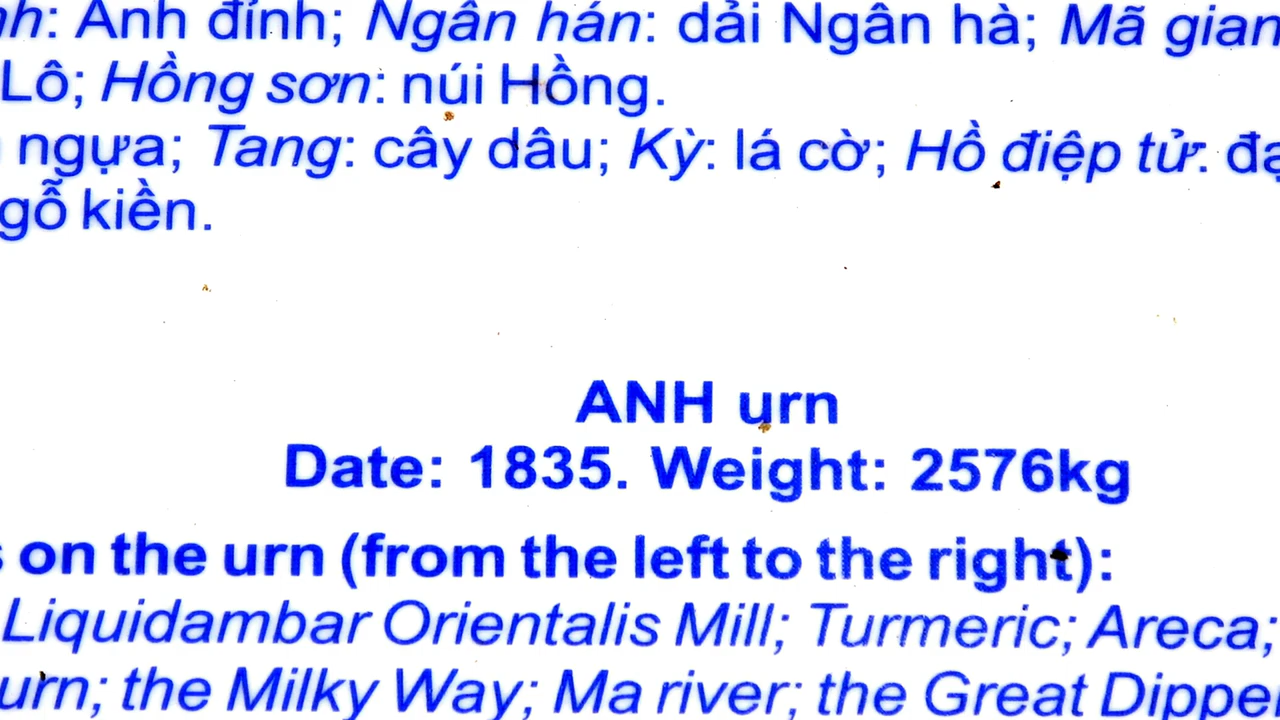 nh: Anh đỉnh; Ngân hán: dải Ngân hà; Mã gian
Lô; Hồng sơn: núi Hồng.
ngựa; Tang: cây dâu; Kỳ: lá cờ; Hồ điệp tử: đạ
gỗ kiền.
ANH urn
Date: 1835. Weight: 2576kg
s on the urn (from the left to the right):
Liquidambar Orientalis Mill; Turmeric; Areca;
urn; the Milky Way; Ma river; the Great Dipper